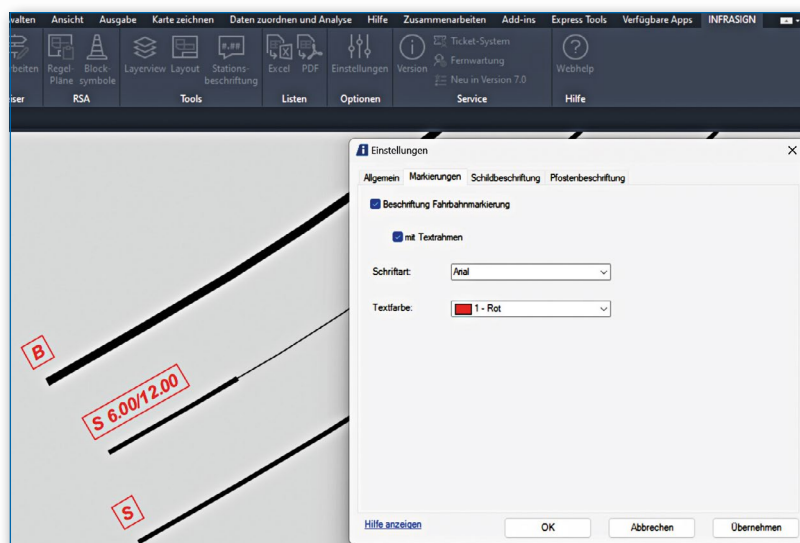 walten Ansicht Ausgabe Karte zeichnen Daten zuordnen und Analyse Hilfe Zusammenarbeiten Add-ins Express Tools Verfügbare Apps INFRASIGN
rbeiten Regel-Pläne Block-symbole Layerview Layout #.## Stations-beschriftung Excel PDF Einstellungen Version Ticket-System Webhelp
Fernwartung
Neu in Version 7.0
iser RSA Tools Listen Optionen Service Hilfe
Einstellungen
Allgemein Markierungen Schildbeschriftung Pfostenbeschriftung
Beschriftung Fahrbahnmarkierung
mit Textrahmen
Schriftart: Arial
Textfarbe: 1 - Rot
B
S 6.00/12.00
S
Hilfe anzeigen OK Abbrechen Übernehmen